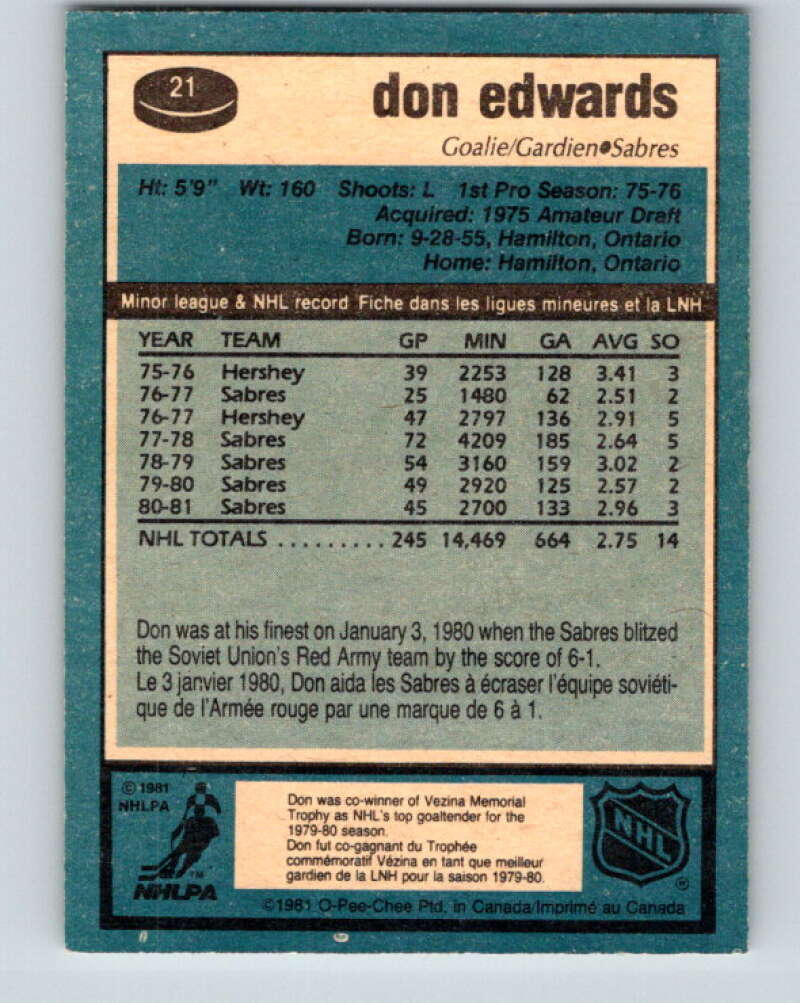 21
don edwards
Goalie/Gardien•Sabres
Ht: 5'9" Wt: 160 Shoots: L 1st Pro Season: 75-76
Acquired: 1975 Amateur Draft
Born: 9-28-55, Hamilton, Ontario
Home: Hamilton, Ontario
Minor league & NHL record Fiche dans les ligues mineures et la LNH
YEAR TEAM GP MIN GA AVG SO
75-76 Hershey 39 2253 128 3.41 3
76-77 Sabres 25 1480 62 2.51 2
76-77 Hershey 47 2797 136 2.91 5
77-78 Sabres 72 4209 185 2.64 5
78-79 Sabres 54 3160 159 3.02 2
79-80 Sabres 49 2920 125 2.57 2
80-81 Sabres 45 2700 133 2.96 3
NHL TOTALS .......... 245 14,469 664 2.75 14
Don was at his finest on January 3, 1980 when the Sabres blitzed
the Soviet Union's Red Army team by the score of 6-1.
Le 3 janvier 1980, Don aida les Sabres à écraser l'équipe soviéti-
que de l'Armée rouge par une marque de 6 à 1.
© 1981
NHLPA
TM
NHLPA
Don was co-winner of Vezina Memorial
Trophy as NHL's top goaltender for the
1979-80 season.
Don fut co-gagnant du Trophée
commémoratif Vézina en tant que meilleur
gardien de la LNH pour la saison 1979-80.
NHL
®
©1981 O-Pee-Chee Ptd. in Canada/Imprimé au Canada